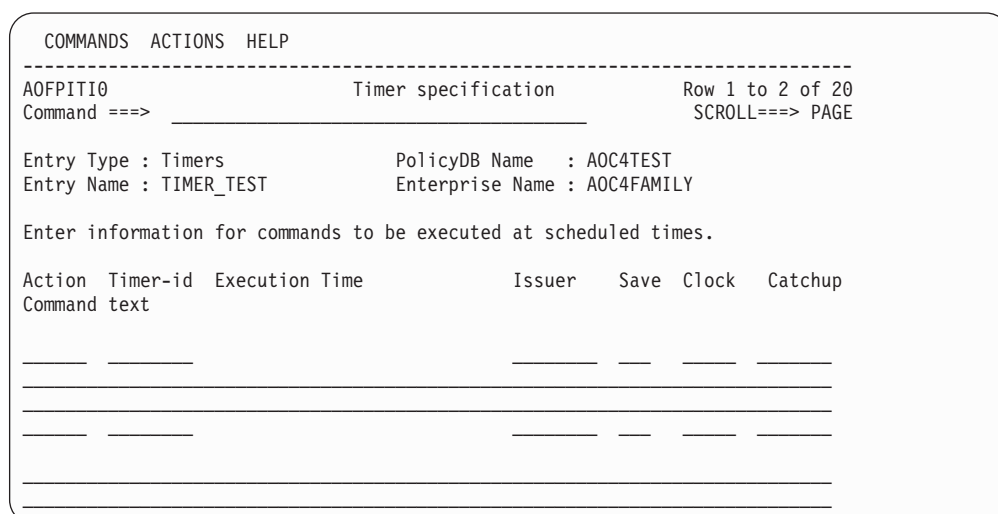 COMMANDS ACTIONS HELP
-------------------------------------------------------------------------------
AOFPITI0 Timer specification Row 1 to 2 of 20
Command ===> _______________________________________ SCROLL===> PAGE
Entry Type : Timers PolicyDB Name : AOC4TEST
Entry Name : TIMER_TEST Enterprise Name : AOC4FAMILY
Enter information for commands to be executed at scheduled times.
Action Timer-id Execution Time Issuer Save Clock Catchup
Command text